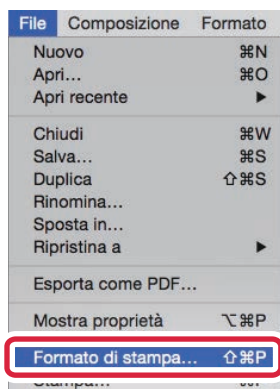 File Composizione Formato
Nuovo ⌘N
Apri... ⌘O
Apri recente ▶
Chiudi ⌘W
Salva... ⌘S
Duplica ⇧⌘S
Rinomina...
Sposta in...
Ripristina a ▶
Esporta come PDF...
Mostra proprietà ⌥⌘P
Formato di stampa... ⇧⌘P